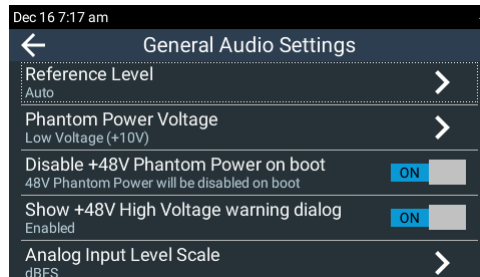 Dec 16 7:17 am
General Audio Settings
Reference Level
Auto
Phantom Power Voltage
Low Voltage (+10V)
Disable +48V Phantom Power on boot
48V Phantom Power will be disabled on boot
ON
Show +48V High Voltage warning dialog
Enabled
ON
Analog Input Level Scale
dBFS